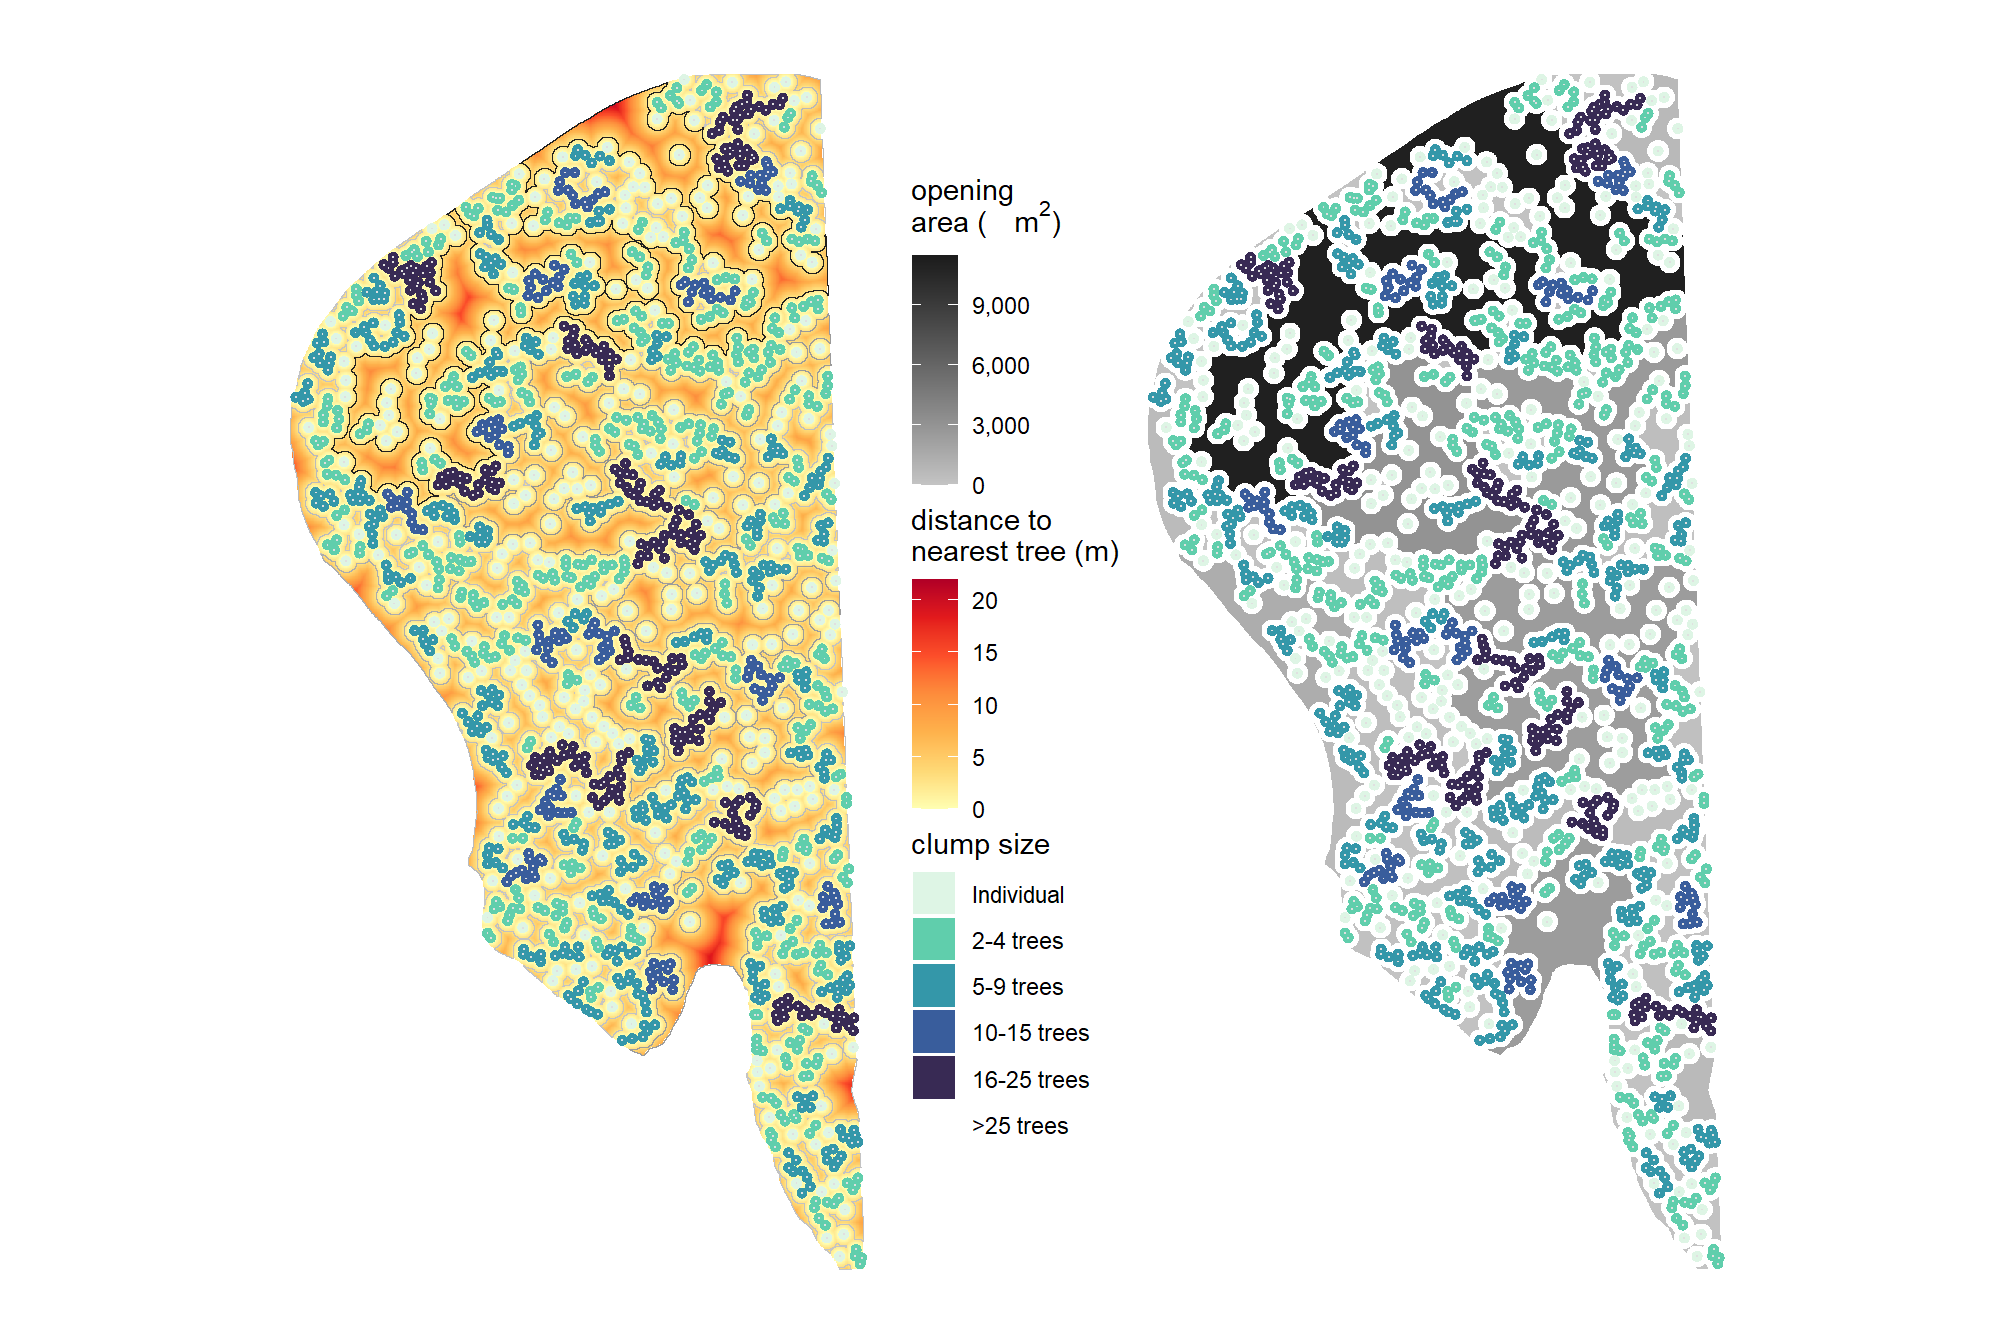 opening
area ( m²)
9,000
6,000
3,000
0
distance to
nearest tree (m)
20
15
10
5
0
clump size
Individual
2-4 trees
5-9 trees
10-15 trees
16-25 trees
>25 trees